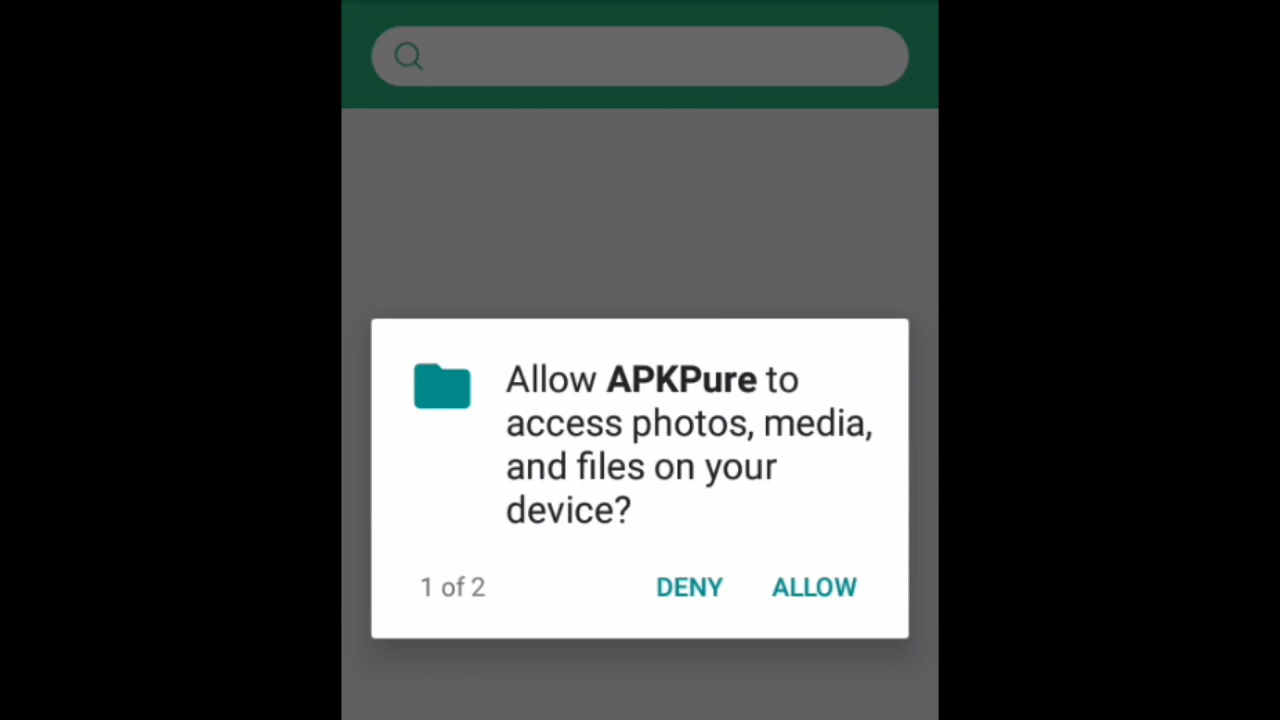 Allow APKPure to
access photos, media,
and files on your
device?
1 of 2 DENY ALLOW